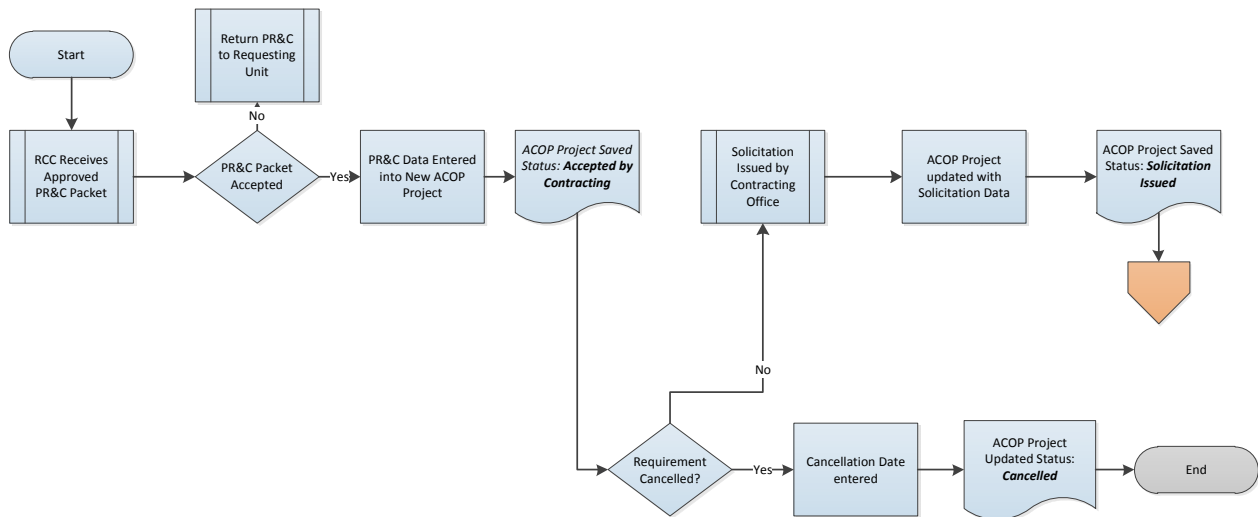 Start
Return PR&C
to Requesting
Unit
No
RCC Receives
Approved
PR&C Packet
PR&C Packet
Accepted
Yes
PR&C Data Entered
into New ACOP
Project
ACOP Project Saved
Status: Accepted by
Contracting
Solicitation
Issued by
Contracting
Office
ACOP Project
updated with
Solicitation Data
ACOP Project Saved
Status: Solicitation
Issued
No
Requirement
Cancelled?
Yes
Cancellation Date
entered
ACOP Project
Updated Status:
Cancelled
End